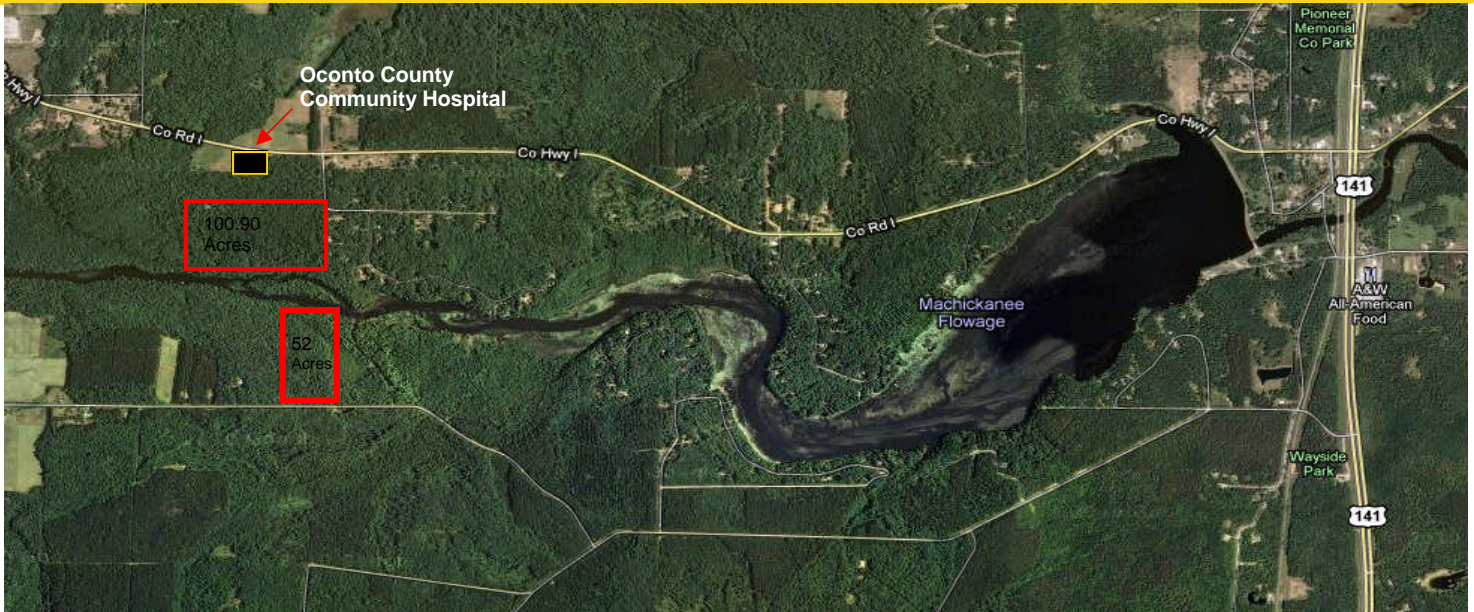 Pioneer
Memorial
Co Park
Oconto County
Community Hospital
Hwy I
Co Rd I
Co Hwy I
Co Hwy I
141
100.90
Acres
Co Rd I
A&W
All-American
Food
Machickanee
Flowage
52
Acres
Wayside
Park
141